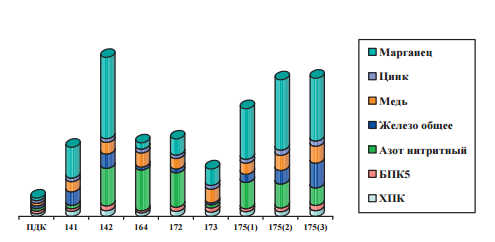 Марганец
Цинк
Медь
Железо общее
Азот нитритный
БПК5
ХПК
ПДК 141 142 164 172 173 175(1) 175(2) 175(3)